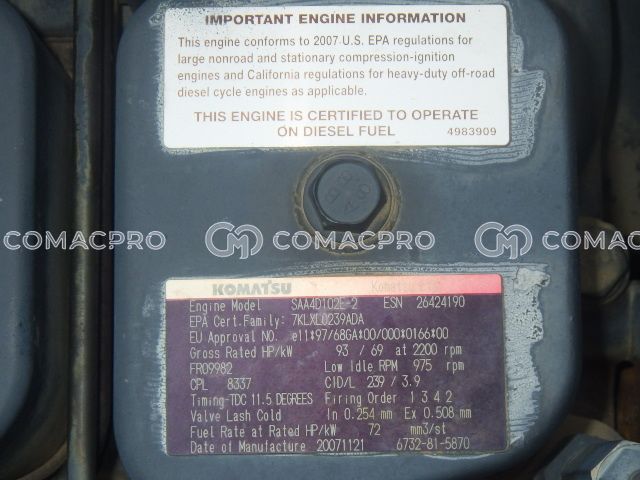 IMPORTANT ENGINE INFORMATION
This engine conforms to 2007 U.S. EPA regulations for
large nonroad and stationary compression-ignition
engines and California regulations for heavy-duty off-road
diesel cycle engines as applicable.
THIS ENGINE IS CERTIFIED TO OPERATE
ON DIESEL FUEL 4983909
COMACPRO COMACPRO COMACPRO
KOMATSU Komatsu
Engine Model SAA4D102E-2 ESN 26424190
EPA Cert.Family: 7KLXL0239ADA
EU Approval NO. e11*97/68GA*00/000*0166*00
Gross Rated HP/kW 93 / 69 at 2200 rpm
FR09982 Low Idle RPM 975 rpm
CPL 8337 CID/L 239 / 3.9
Timing-TDC 11.5 DEGREES Firing Order 1 3 4 2
Valve Lash Cold In 0.254 mm Ex 0.508 mm
Fuel Rate at Rated HP/kW 72 mm3/st
Date of Manufacture 20071121 6732-81-5870